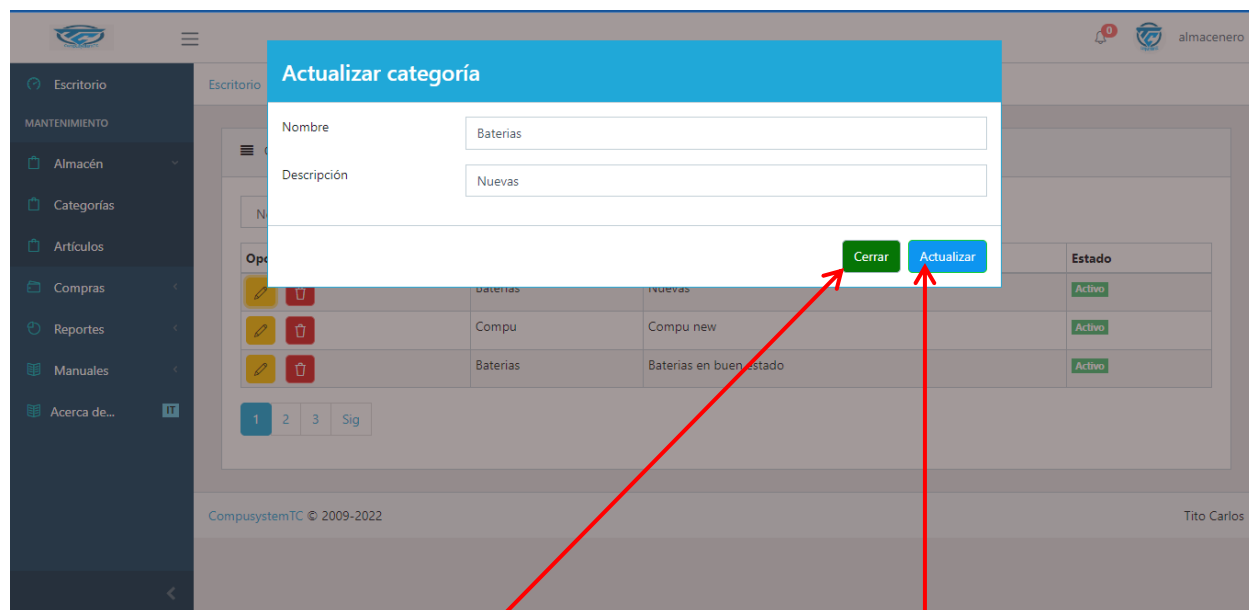 0
almacenero
Actualizar categoría
Escritorio
Escritorio
MANTENIMIENTO
Nombre
Baterias
Almacén
Descripción
Nuevas
Categorías
Artículos
Cerrar
Actualizar
Estado
Compras
Baterias
Nuevas
Activo
Reportes
Compu
Compu new
Activo
Manuales
Baterias
Baterias en buen estado
Activo
Acerca de...
IT
1 2 3 Sig
CompusystemTC © 2009-2022
Tito Carlos